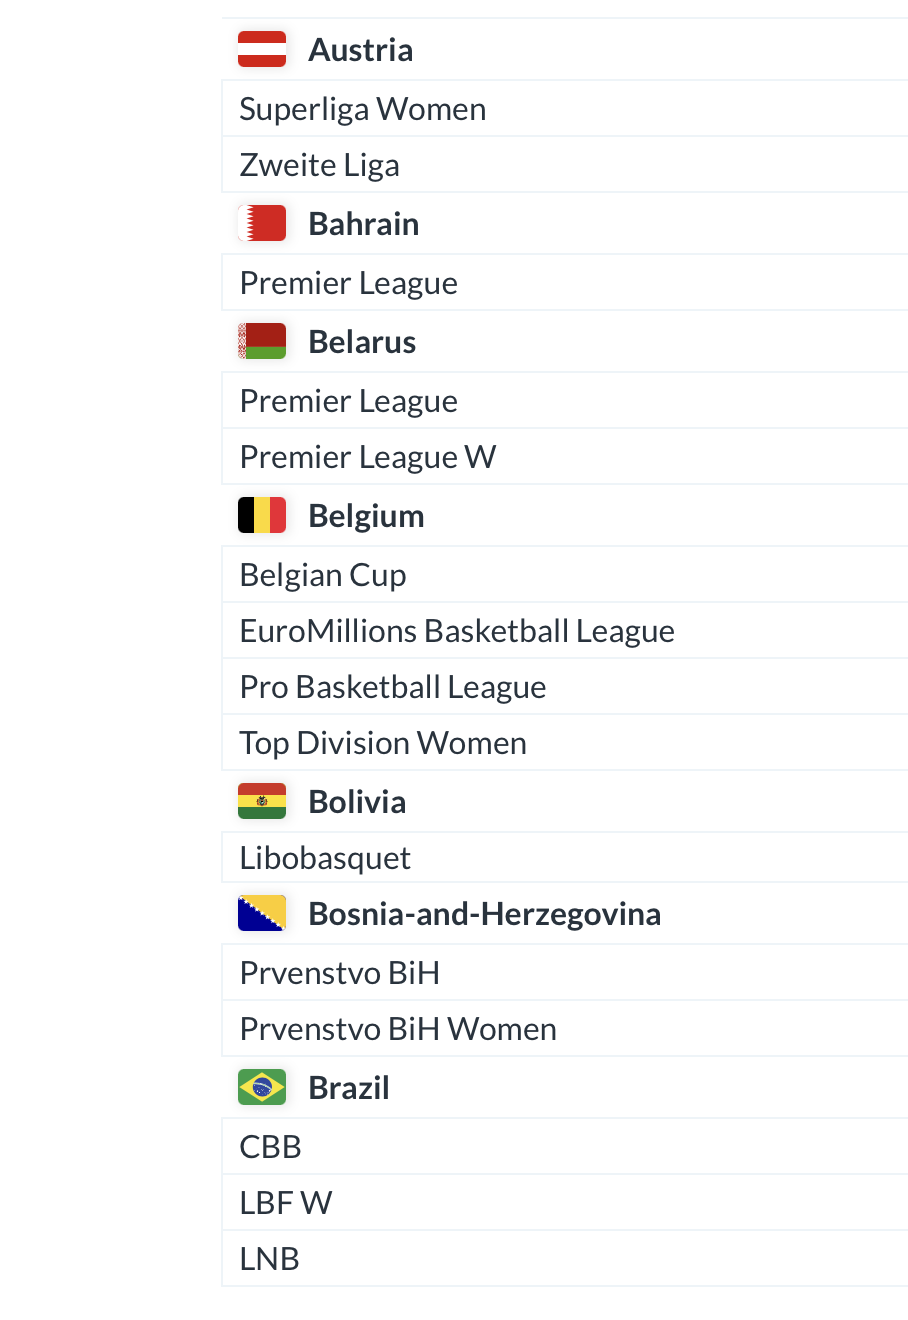 Austria
Superliga Women
Zweite Liga
Bahrain
Premier League
Belarus
Premier League
Premier League W
Belgium
Belgian Cup
EuroMillions Basketball League
Pro Basketball League
Top Division Women
Bolivia
Libobasquet
Bosnia-and-Herzegovina
Prvenstvo BiH
Prvenstvo BiH Women
Brazil
CBB
LBF W
LNB